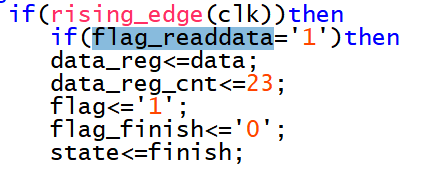 if(rising_edge(clk))then
if(flag_readdata='1')then
data_reg<=data;
data_reg_cnt<=23;
flag<='1';
flag_finish<='0';
state<=finish;